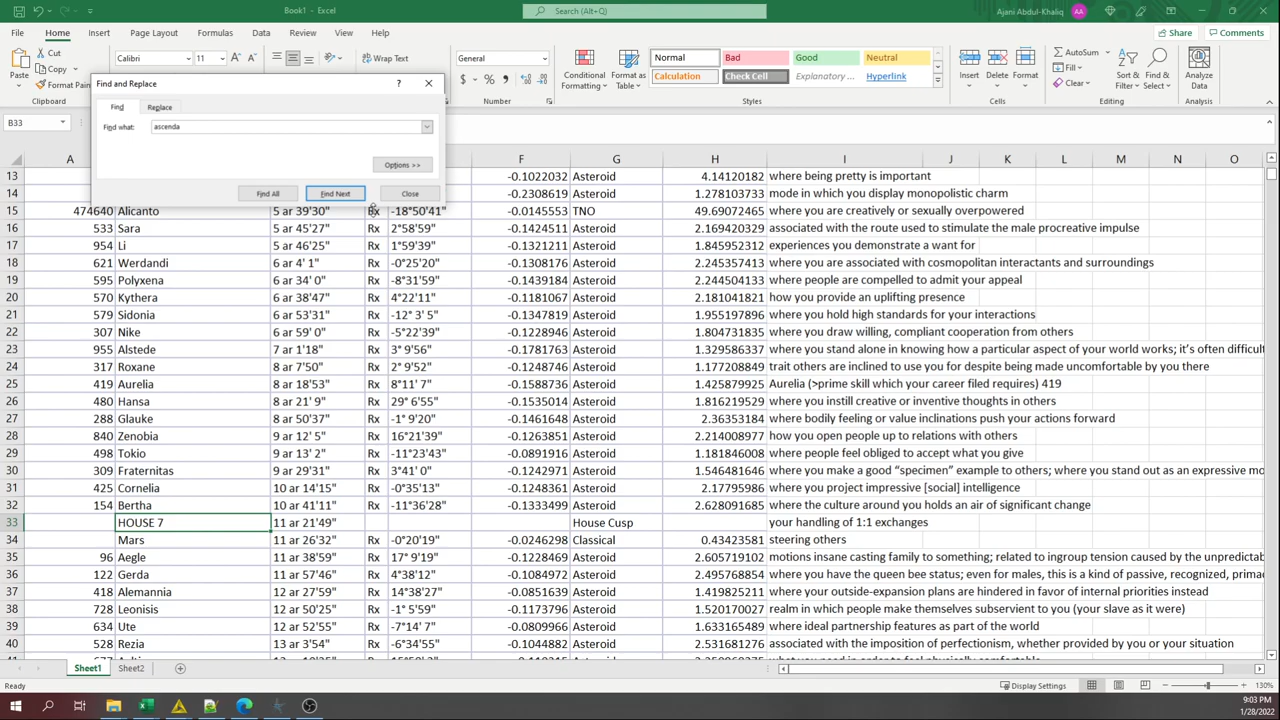 Book1 - Excel
Search (Alt+Q)
Ajani Abdul-Khaliq AA
File Home Insert Page Layout Formulas Data Review View Help
Share Comments
Cut
Copy
Format Pain
Paste
Clipboard
Calibri 11
Wrap Text
General
Number
Conditional Formatting
Format as Table
Normal Bad Good Neutral
Calculation Check Cell Explanatory ... Hyperlink
Styles
Insert Delete Format
Cells
AutoSum
Fill
Clear
Sort & Filter
Find & Select
Editing
Analyze Data
Analysis
Find and Replace
Find Replace
Find what: ascenda
Options >>
Find All Find Next Close
B33
A F G H I J K L M N O
13 -0.1022032 Asteroid 4.14120182 where being pretty is important
14 -0.2308619 Asteroid 1.278103733 mode in which you display monopolistic charm
15 474640 Alicanto 5 ar 39'30" Rx -18°50'41" -0.0145553 TNO 49.69072465 where you are creatively or sexually overpowered
16 533 Sara 5 ar 45'27" Rx 2°58'59" -0.1424511 Asteroid 2.169420329 associated with the route used to stimulate the male procreative impulse
17 954 Li 5 ar 46'25" Rx 1°59'39" -0.1321211 Asteroid 1.845952312 experiences you demonstrate a want for
18 621 Werdandi 6 ar 4' 1" Rx -0°25'20" -0.1308176 Asteroid 2.245357413 where you are associated with cosmopolitan interactants and surroundings
19 595 Polyxena 6 ar 34' 0" Rx -8°31'59" -0.1439184 Asteroid 2.244504133 where people are compelled to admit your appeal
20 570 Kythera 6 ar 38'47" Rx 4°22'11" -0.1181067 Asteroid 2.181041821 how you provide an uplifting presence
21 579 Sidonia 6 ar 53'31" Rx -12° 3' 5" -0.1347819 Asteroid 1.955197896 where you hold high standards for your interactions
22 307 Nike 6 ar 59' 0" Rx -5°22'39" -0.1228946 Asteroid 1.804731835 where you draw willing, compliant cooperation from others
23 955 Alstede 7 ar 1'18" Rx 3° 9'56" -0.1781763 Asteroid 1.329586337 where you stand alone in knowing how a particular aspect of your world works; it's often difficult
24 317 Roxane 8 ar 7'50" Rx 2° 9'52" -0.1248746 Asteroid 1.177208849 trait others are inclined to use you for despite being made uncomfortable by you there
25 419 Aurelia 8 ar 18'53" Rx 8°11' 7" -0.1588736 Asteroid 1.425879925 Aurelia (>prime skill which your career filed requires) 419
26 480 Hansa 8 ar 21' 9" Rx 29° 6'55" -0.1535014 Asteroid 1.816219529 where you instill creative or inventive thoughts in others
27 288 Glauke 8 ar 50'37" Rx -1° 9'20" -0.1461648 Asteroid 2.36353184 where bodily feeling or value inclinations push your actions forward
28 840 Zenobia 9 ar 12' 5" Rx 16°21'39" -0.1263851 Asteroid 2.214008977 how you open people up to relations with others
29 498 Tokio 9 ar 13' 2" Rx -11°23'43" -0.0891916 Asteroid 1.29118191 where people feel obliged to accept what you give
30 309 Fraternitas 9 ar 29'31" Rx 3°41' 0" -0.1242971 Asteroid 1.546481646 where you make a good “specimen” example to others; where you stand out as an expressive mo
31 425 Cornelia 10 ar 14'15" Rx -0°35'13" -0.1248361 Asteroid 2.17795986 where you project impressive [social] intelligence
32 154 Bertha 10 ar 41'11" Rx -11°36'28" -0.1333499 Asteroid 2.628091685 where the culture around you holds an air of significant change
33 HOUSE 7 11 ar 21'49" House Cusp your handling of 1:1 exchanges
34 Mars 11 ar 26'32" Rx -0°20'19" -0.0246298 Classical 0.43423581 steering others
35 96 Aegle 11 ar 38'59" Rx 17° 9'19" -0.1228469 Asteroid 2.605719102 motions insane casting family to something; related to ingroup tension caused by the unpredictab
36 122 Gerda 11 ar 57'46" Rx 4°38'12" -0.1084972 Asteroid 2.495768854 where you have the queen bee status; even for males, this is a kind of passive, recognized, prima
37 418 Alemannia 12 ar 27'59" Rx 14°38'27" -0.0851639 Asteroid 1.419825211 where your outside-expansion plans are hindered in favor of internal priorities instead
38 728 Leonisis 12 ar 50'25" Rx -1° 5'59" -0.1173796 Asteroid 1.520170027 realm in which people make themselves subservient to you (your slave as it were)
39 634 Ute 12 ar 52'55" Rx -7°14' 7" -0.0809966 Asteroid 1.633165489 where ideal partnership features as part of the world
40 526 Rezia 13 ar 3'54" Rx -6°34'55" -0.1044882 Asteroid 2.531681276 associated with the imposition of perfectionism, whether provided by you or your situation
Sheet1 Sheet2
Ready
Display Settings
130%
9:03 PM
1/28/2022